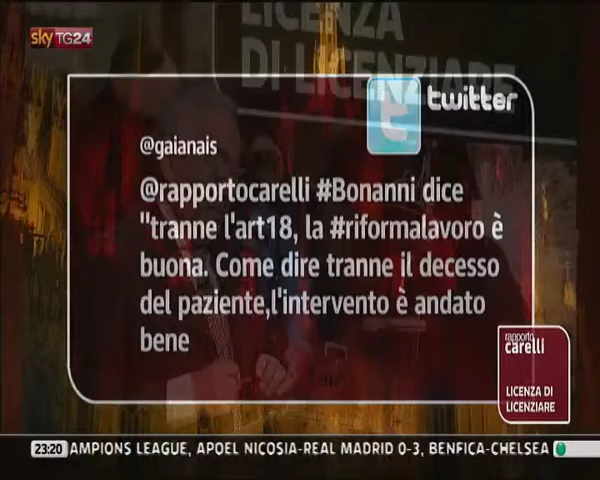 LICENZA
DI LICENZIARE
sky TG24
twitter
@gaianais
@rapportocarelli #Bonanni dice
"tranne l'art18, la #riformalavoro è
buona. Come dire tranne il decesso
del paziente,l'intervento è andato
bene
rapporto
carelli
LICENZA DI
LICENZIARE
23:20 AMPIONS LEAGUE, APOEL NICOSIA-REAL MADRID 0-3, BENFICA-CHELSEA